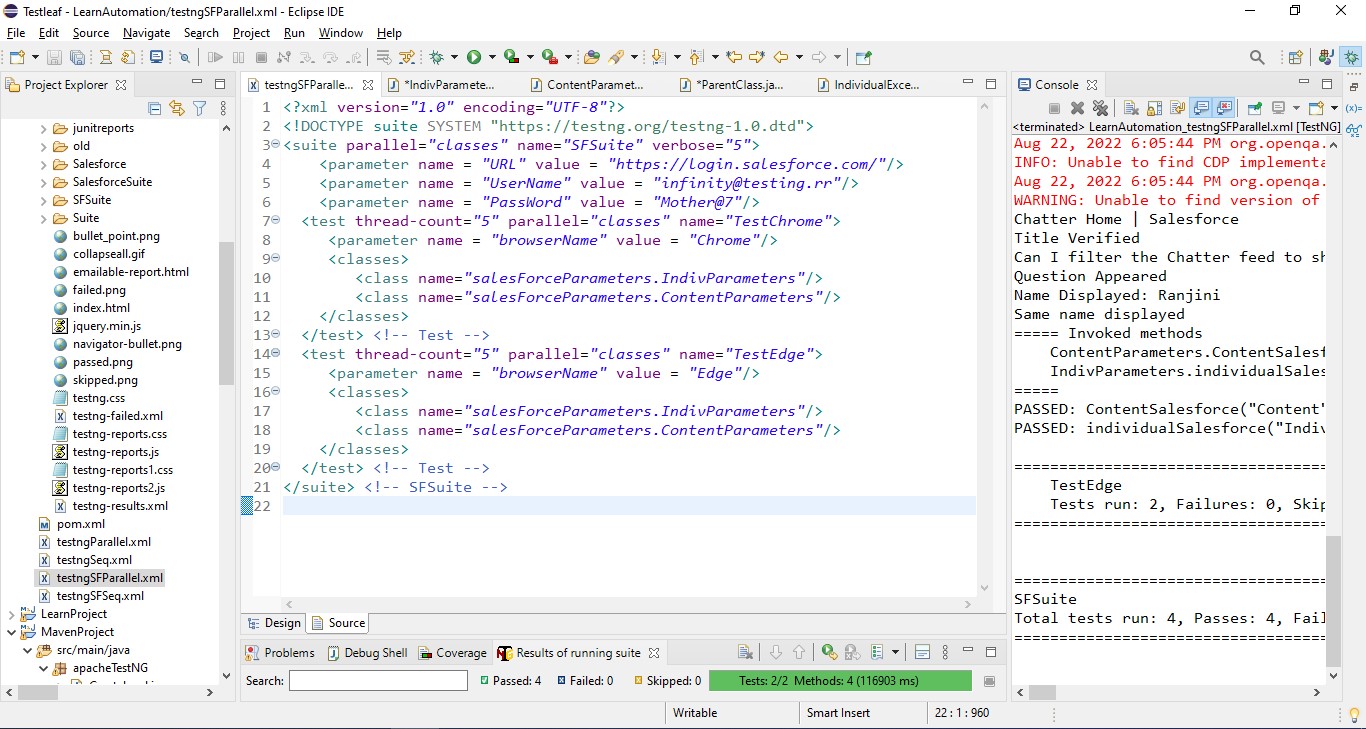 Testleaf - LearnAutomation/testngSFParallel.xml - Eclipse IDE
File Edit Source Navigate Search Project Run Window Help
Project Explorer
junitreports
old
Salesforce
SalesforceSuite
SFSuite
Suite
bullet_point.png
collapseall.gif
emailable-report.html
failed.png
index.html
jquery.min.js
navigator-bullet.png
passed.png
skipped.png
testng.css
testng-failed.xml
testng-reports.css
testng-reports.js
testng-reports1.css
testng-reports2.js
testng-results.xml
pom.xml
testngParallel.xml
testngSeq.xml
testngSFParallel.xml
testngSFSeq.xml
LearnProject
MavenProject
src/main/java
apacheTestNG
testngSFParalle... *IndivParamete... ContentParamet... *ParentClass.ja... IndividualExce...
1 <?xml version="1.0" encoding="UTF-8"?>
2 <!DOCTYPE suite SYSTEM "https://testng.org/testng-1.0.dtd">
3 <suite parallel="classes" name="SFSuite" verbose="5">
4 <parameter name = "URL" value = "https://login.salesforce.com/"/>
5 <parameter name = "UserName" value = "infinity@testing.rr"/>
6 <parameter name = "PassWord" value = "Mother@7"/>
7 <test thread-count="5" parallel="classes" name="TestChrome">
8 <parameter name = "browserName" value = "Chrome"/>
9 <classes>
10 <class name="salesForceParameters.IndivParameters"/>
11 <class name="salesForceParameters.ContentParameters"/>
12 </classes>
13 </test> <!-- Test -->
14 <test thread-count="5" parallel="classes" name="TestEdge">
15 <parameter name = "browserName" value = "Edge"/>
16 <classes>
17 <class name="salesForceParameters.IndivParameters"/>
18 <class name="salesForceParameters.ContentParameters"/>
19 </classes>
20 </test> <!-- Test -->
21 </suite> <!-- SFSuite -->
22
Design Source
Problems Debug Shell Coverage Results of running suite
Search: Passed: 4 Failed: 0 Skipped: 0 Tests: 2/2 Methods: 4 (116903 ms)
Writable Smart Insert 22 : 1 : 960
Console
<terminated> LearnAutomation_testngSFParallel.xml [TestNG]
Aug 22, 2022 6:05:44 PM org.openqa.
INFO: Unable to find CDP implementa
Aug 22, 2022 6:05:44 PM org.openqa.
WARNING: Unable to find version of
Chatter Home | Salesforce
Title Verified
Can I filter the Chatter feed to sh
Question Appeared
Name Displayed: Ranjini
Same name displayed
===== Invoked methods
ContentParameters.ContentSalesf
IndivParameters.individualSales
=====
PASSED: ContentSalesforce("Content"
PASSED: individualSalesforce("Indiv
===================================
TestEdge
Tests run: 2, Failures: 0, Skip
===================================
===================================
SFSuite
Total tests run: 4, Passes: 4, Fail
===================================